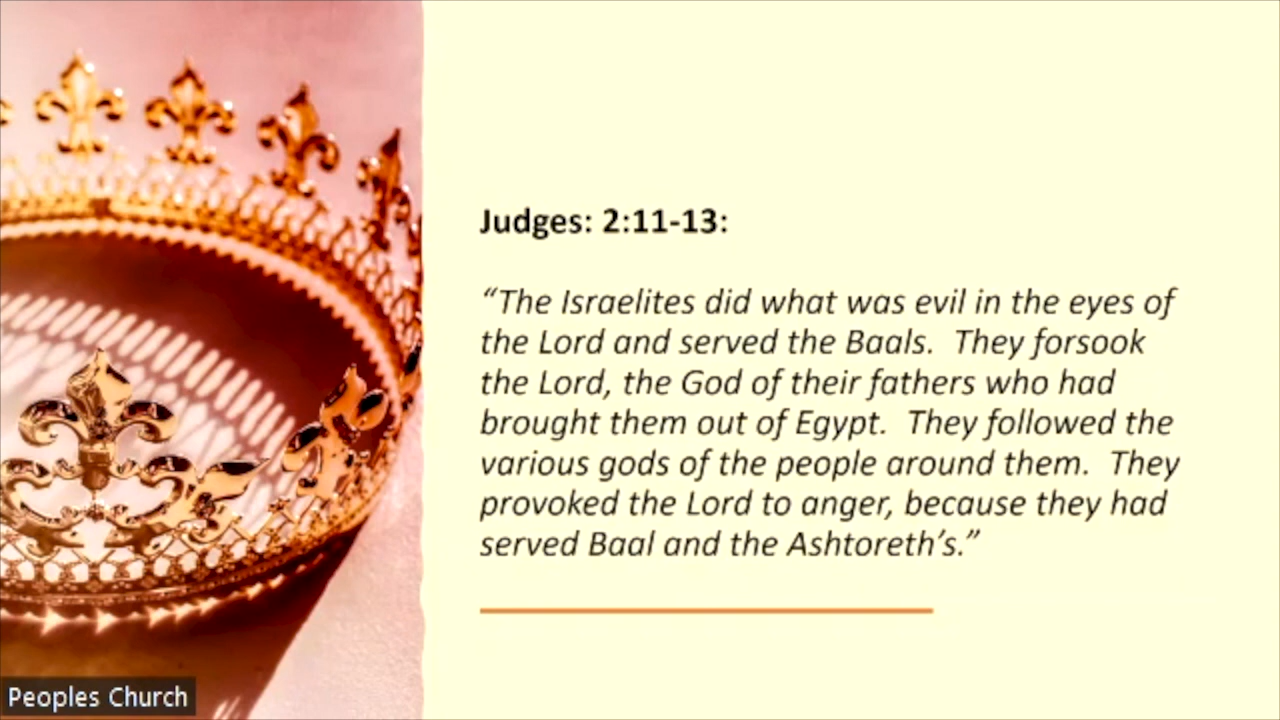 Judges: 2:11-13:
“The Israelites did what was evil in the eyes of
the Lord and served the Baals.  They forsook
the Lord, the God of their fathers who had
brought them out of Egypt.  They followed the
various gods of the people around them.  They
provoked the Lord to anger, because they had
served Baal and the Ashtoreth’s.”
Peoples Church